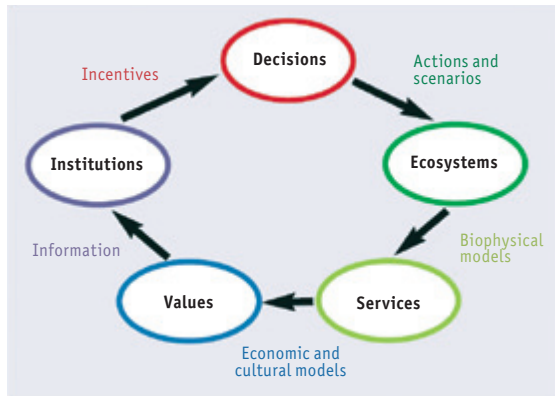 Decisions
Incentives
Actions and
scenarios
Institutions
Ecosystems
Information
Biophysical
models
Values
Services
Economic and
cultural models